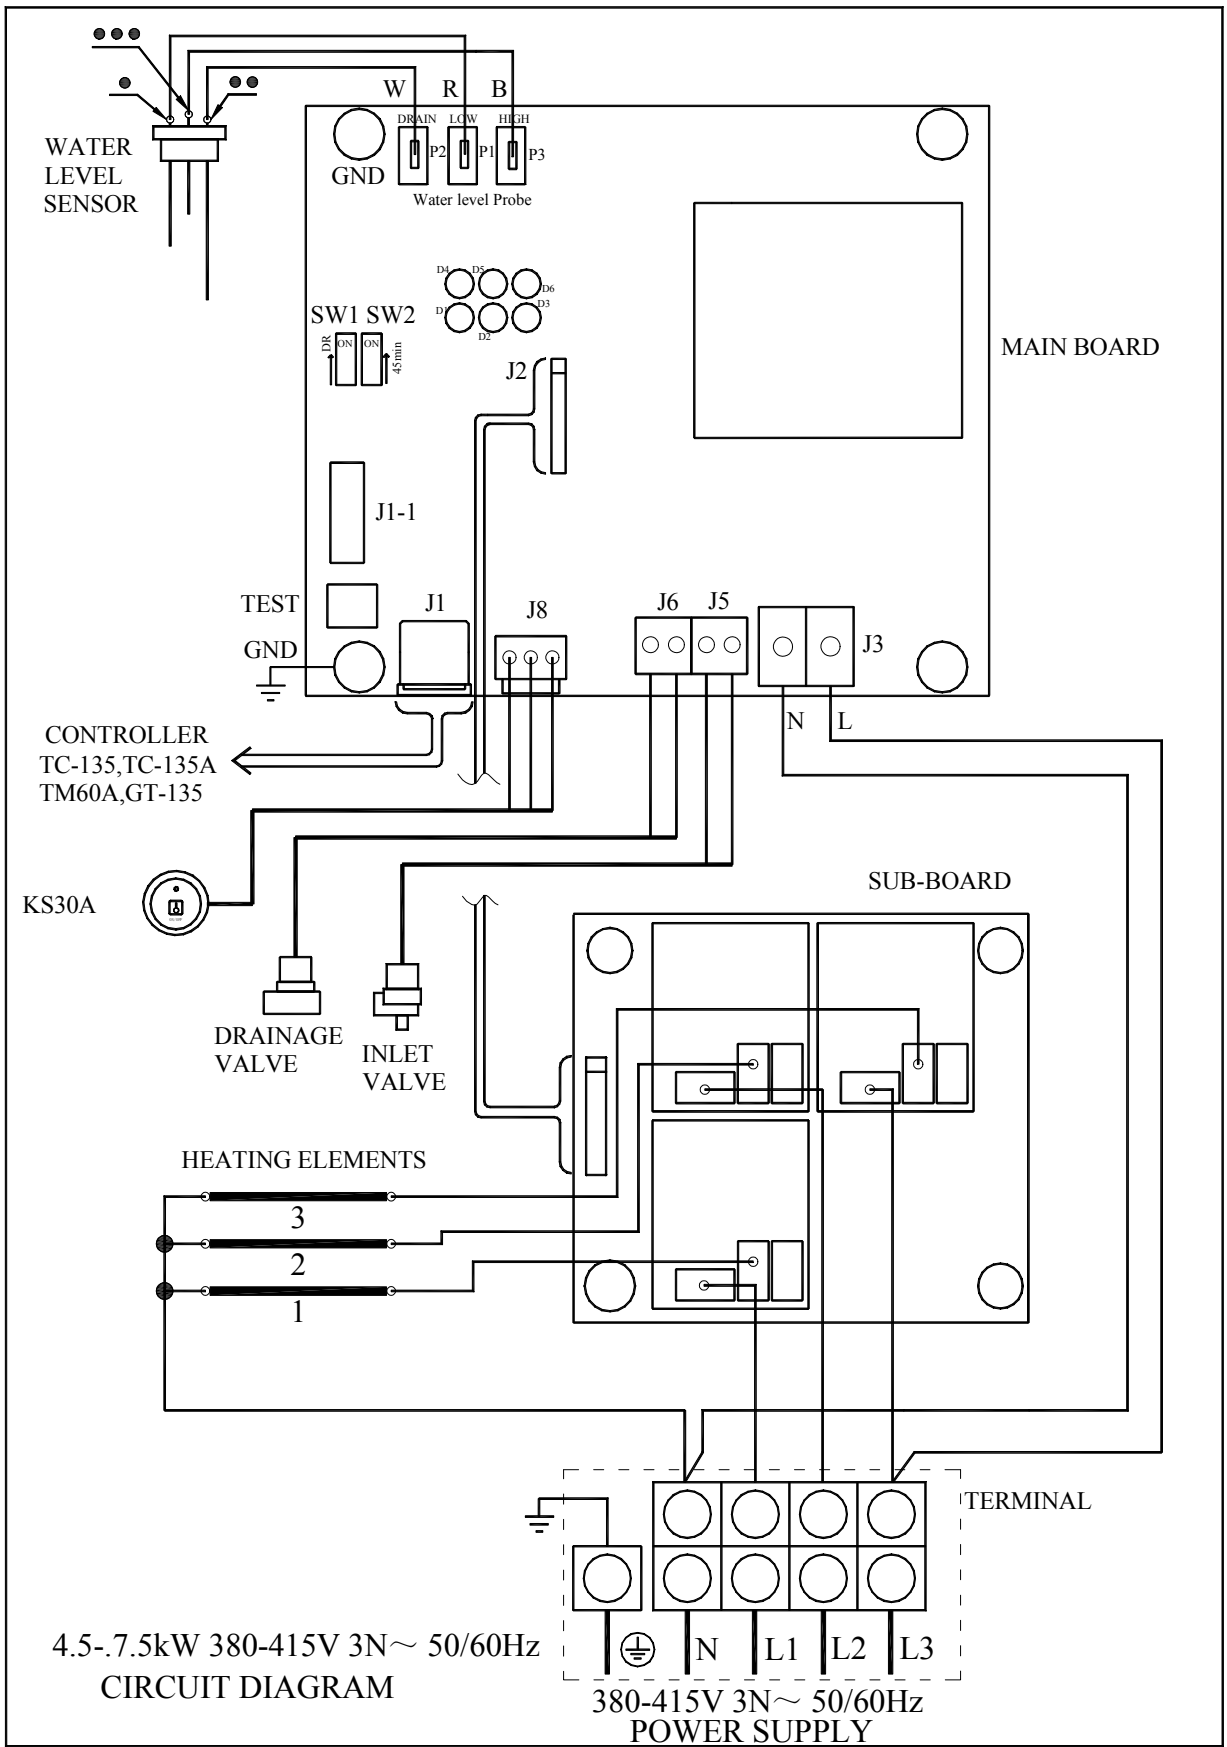 W R B
DRAIN LOW HIGH
P2 P1 P3
Water level Probe
WATER
LEVEL
SENSOR
GND
D4 D5 D6
D1 D2 D3
SW1 SW2
DR ON ON 45min
J2
MAIN BOARD
J1-1
TEST
J1 J8 J6 J5 J3
GND
N L
CONTROLLER
TC-135,TC-135A
TM60A,GT-135
KS30A
SUB-BOARD
DRAINAGE
VALVE
INLET
VALVE
HEATING ELEMENTS
3
2
1
TERMINAL
N L1 L2 L3
4.5-.7.5kW 380-415V 3N～ 50/60Hz
CIRCUIT DIAGRAM
380-415V 3N～ 50/60Hz
POWER SUPPLY